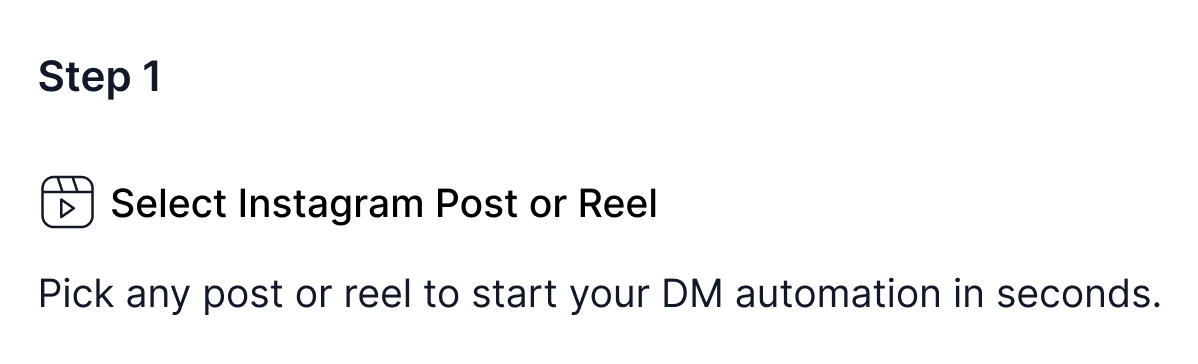 Step 1
Select Instagram Post or Reel
Pick any post or reel to start your DM automation in seconds.